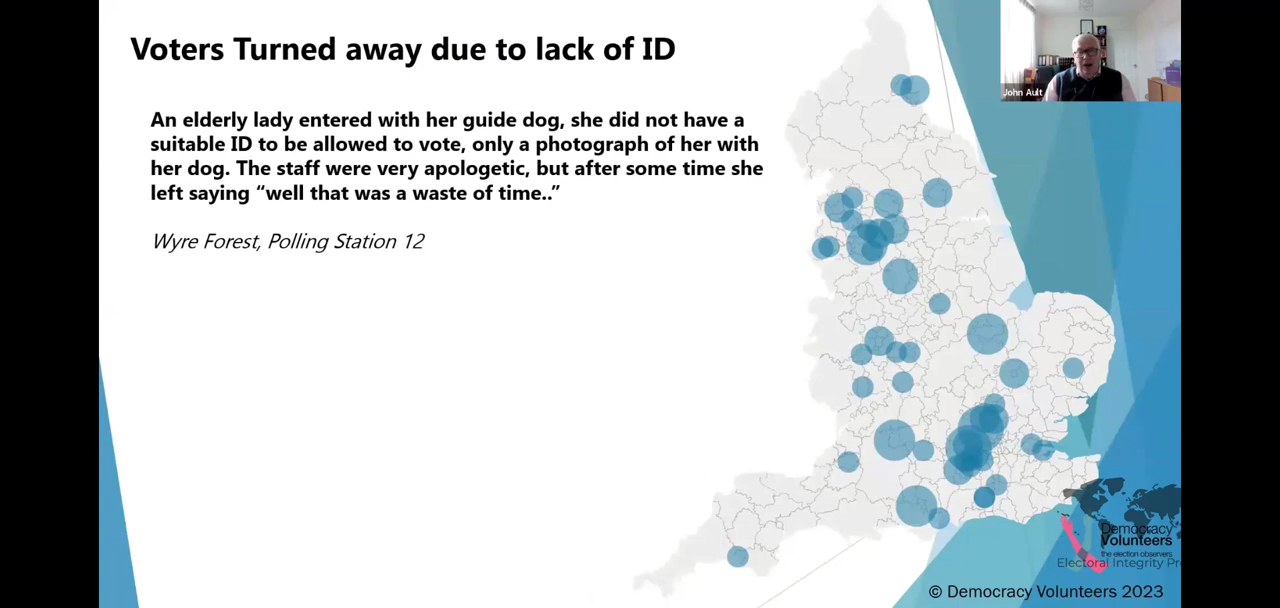 Voters Turned away due to lack of ID
John Ault
An elderly lady entered with her guide dog, she did not have a
suitable ID to be allowed to vote, only a photograph of her with
her dog. The staff were very apologetic, but after some time she
left saying “well that was a waste of time..”
Wyre Forest, Polling Station 12
Democracy
Volunteers
the election observers
Electoral Integrity Pr
© Democracy Volunteers 2023